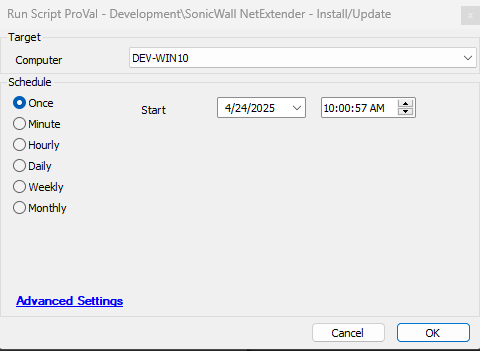 Run Script ProVal - Development\SonicWall NetExtender - Install/Update
x
Target
Computer
DEV-WIN10
Schedule
Once
Start
4/24/2025
10:00:57 AM
Minute
Hourly
Daily
Weekly
Monthly
Advanced Settings
Cancel
OK